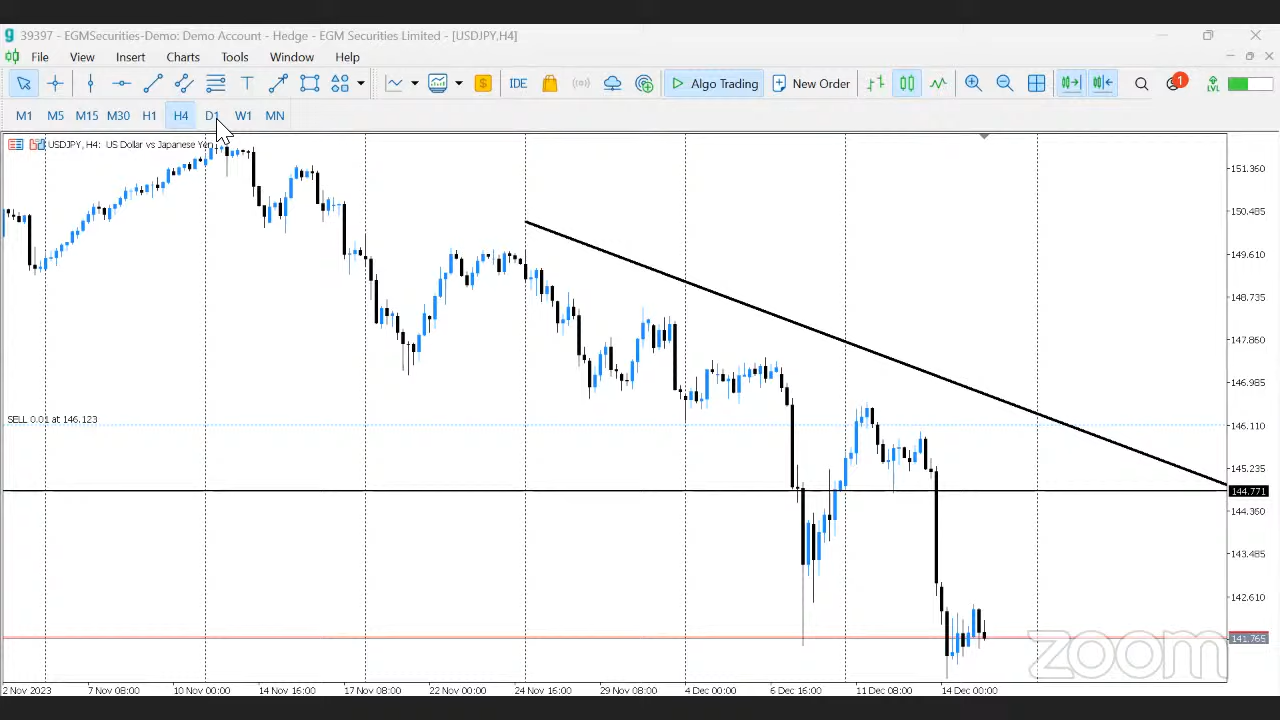 39397 - EGMSecurities-Demo: Demo Account - Hedge - EGM Securities Limited - [USDJPY,H4]
File View Insert Charts Tools Window Help
IDE Algo Trading New Order 1 LVL
M1 M5 M15 M30 H1 H4 D1 W1 MN
USDJPY, H4: US Dollar vs Japanese Yen
151.360
150.485
149.610
148.735
147.860
146.985
SELL 0.01 at 146.123
146.110
145.235
144.771
144.360
143.485
142.610
141.765
zoom
2 Nov 2023 7 Nov 08:00 10 Nov 00:00 14 Nov 16:00 17 Nov 08:00 22 Nov 00:00 24 Nov 16:00 29 Nov 08:00 4 Dec 00:00 6 Dec 16:00 11 Dec 08:00 14 Dec 00:00